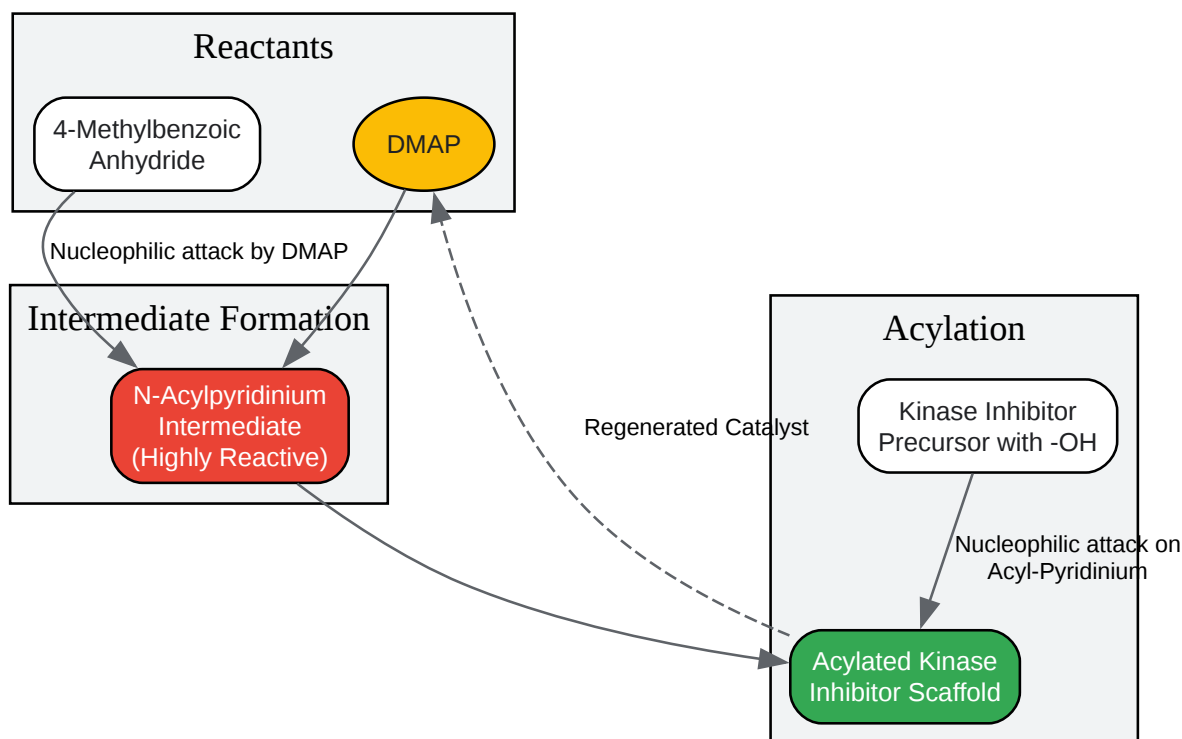 Reactants
4-Methylbenzoic
Anhydride
DMAP
Nucleophilic attack by DMAP
Intermediate Formation
N-Acylpyridinium
Intermediate
(Highly Reactive)
Acylation
Kinase Inhibitor
Precursor with -OH
Regenerated Catalyst
Nucleophilic attack on
Acyl-Pyridinium
Acylated Kinase
Inhibitor Scaffold